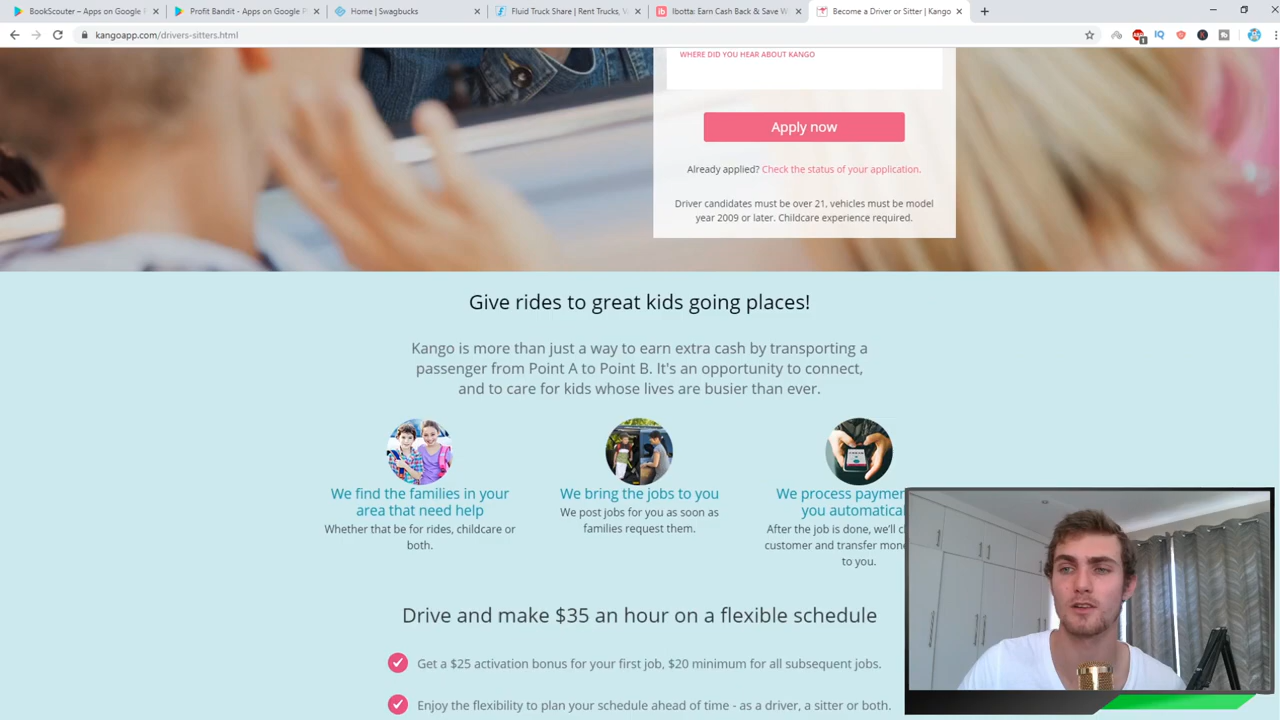 BookScouter – Apps on Google P
Profit Bandit - Apps on Google P
Home | Swagbucks
Fluid Truck Share | Rent Trucks, V
Ibotta: Earn Cash Back & Save W
Become a Driver or Sitter | Kango
kangoapp.com/drivers-sitters.html
WHERE DID YOU HEAR ABOUT KANGO
Apply now
Already applied? Check the status of your application.
Driver candidates must be over 21, vehicles must be model
year 2009 or later. Childcare experience required.
Give rides to great kids going places!
Kango is more than just a way to earn extra cash by transporting a
passenger from Point A to Point B. It's an opportunity to connect,
and to care for kids whose lives are busier than ever.
We find the families in your
area that need help
Whether that be for rides, childcare or
both.
We bring the jobs to you
We post jobs for you as soon as
families request them.
We process paymen
you automatical
After the job is done, we'll c
customer and transfer mon
to you.
Drive and make $35 an hour on a flexible schedule
Get a $25 activation bonus for your first job, $20 minimum for all subsequent jobs.
Enjoy the flexibility to plan your schedule ahead of time - as a driver, a sitter or both.